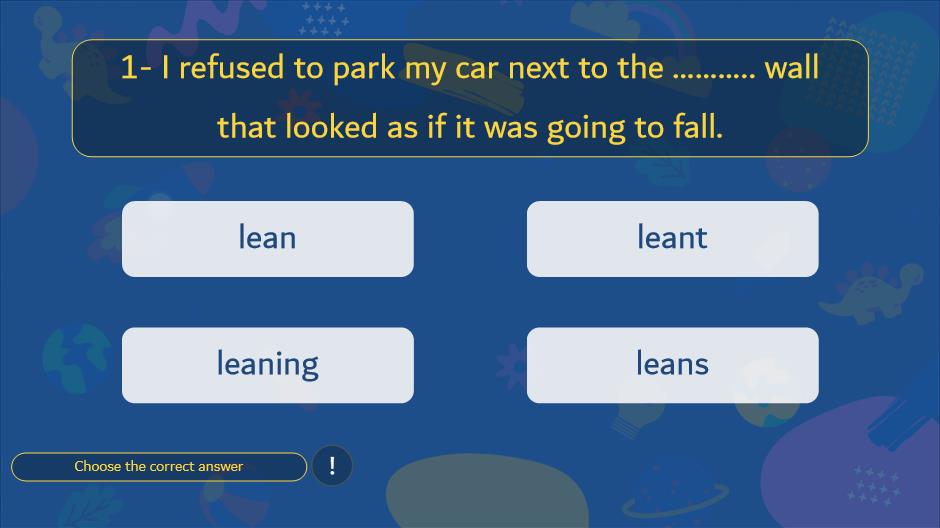 1- I refused to park my car next to the ........... wall
that looked as if it was going to fall.
lean
leant
leaning
leans
Choose the correct answer
!